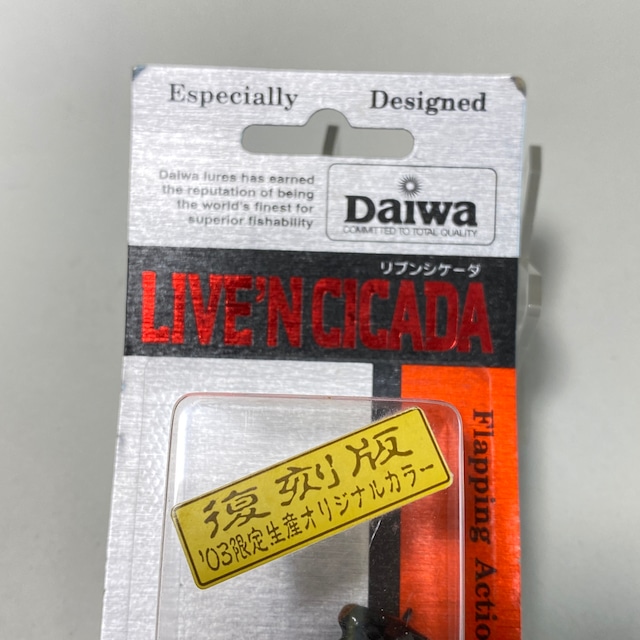 Especially Designed
Daiwa lures has earned
the reputation of being
the world's finest for
superior fishability
Daiwa
COMMITTED TO TOTAL QUALITY
リブンシケーダ
LIVE'N CICADA
Flapping Actio
復刻版
'03限定生産オリジナルカラー